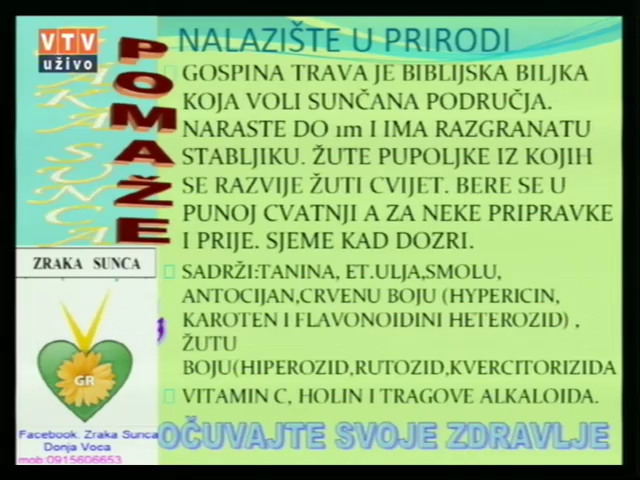 VTV
uživo
POMAŽE
ZRAKA SUNCA
GR
Facebook. Zraka Sunca
Donja Voca
mob:0915606653
NALAZIŠTE U PRIRODI
GOSPINA TRAVA JE BIBLIJSKA BILJKA
KOJA VOLI SUNČANA PODRUČJA.
NARASTE DO 1m I IMA RAZGRANATU
STABLJIKU. ŽUTE PUPOLJKE IZ KOJIH
SE RAZVIJE ŽUTI CVIJET. BERE SE U
PUNOJ CVATNJI A ZA NEKE PRIPRAVKE
I PRIJE. SJEME KAD DOZRI.
SADRŽI:TANINA, ET.ULJA,SMOLU,
ANTOCIJAN,CRVENU BOJU (HYPERICIN,
KAROTEN I FLAVONOIDINI HETEROZID) ,
ŽUTU
BOJU(HIPEROZID,RUTOZID,KVERCITORIZIDA
VITAMIN C, HOLIN I TRAGOVE ALKALOIDA.
OČUVAJTE SVOJE ZDRAVLJE